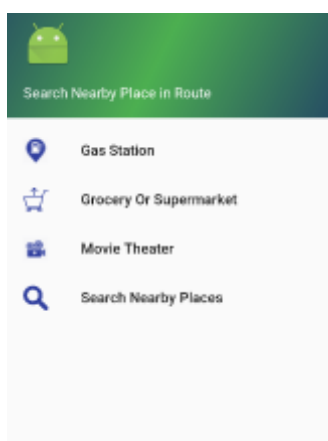 Search Nearby Place in Route
Gas Station
Grocery Or Supermarket
Movie Theater
Search Nearby Places